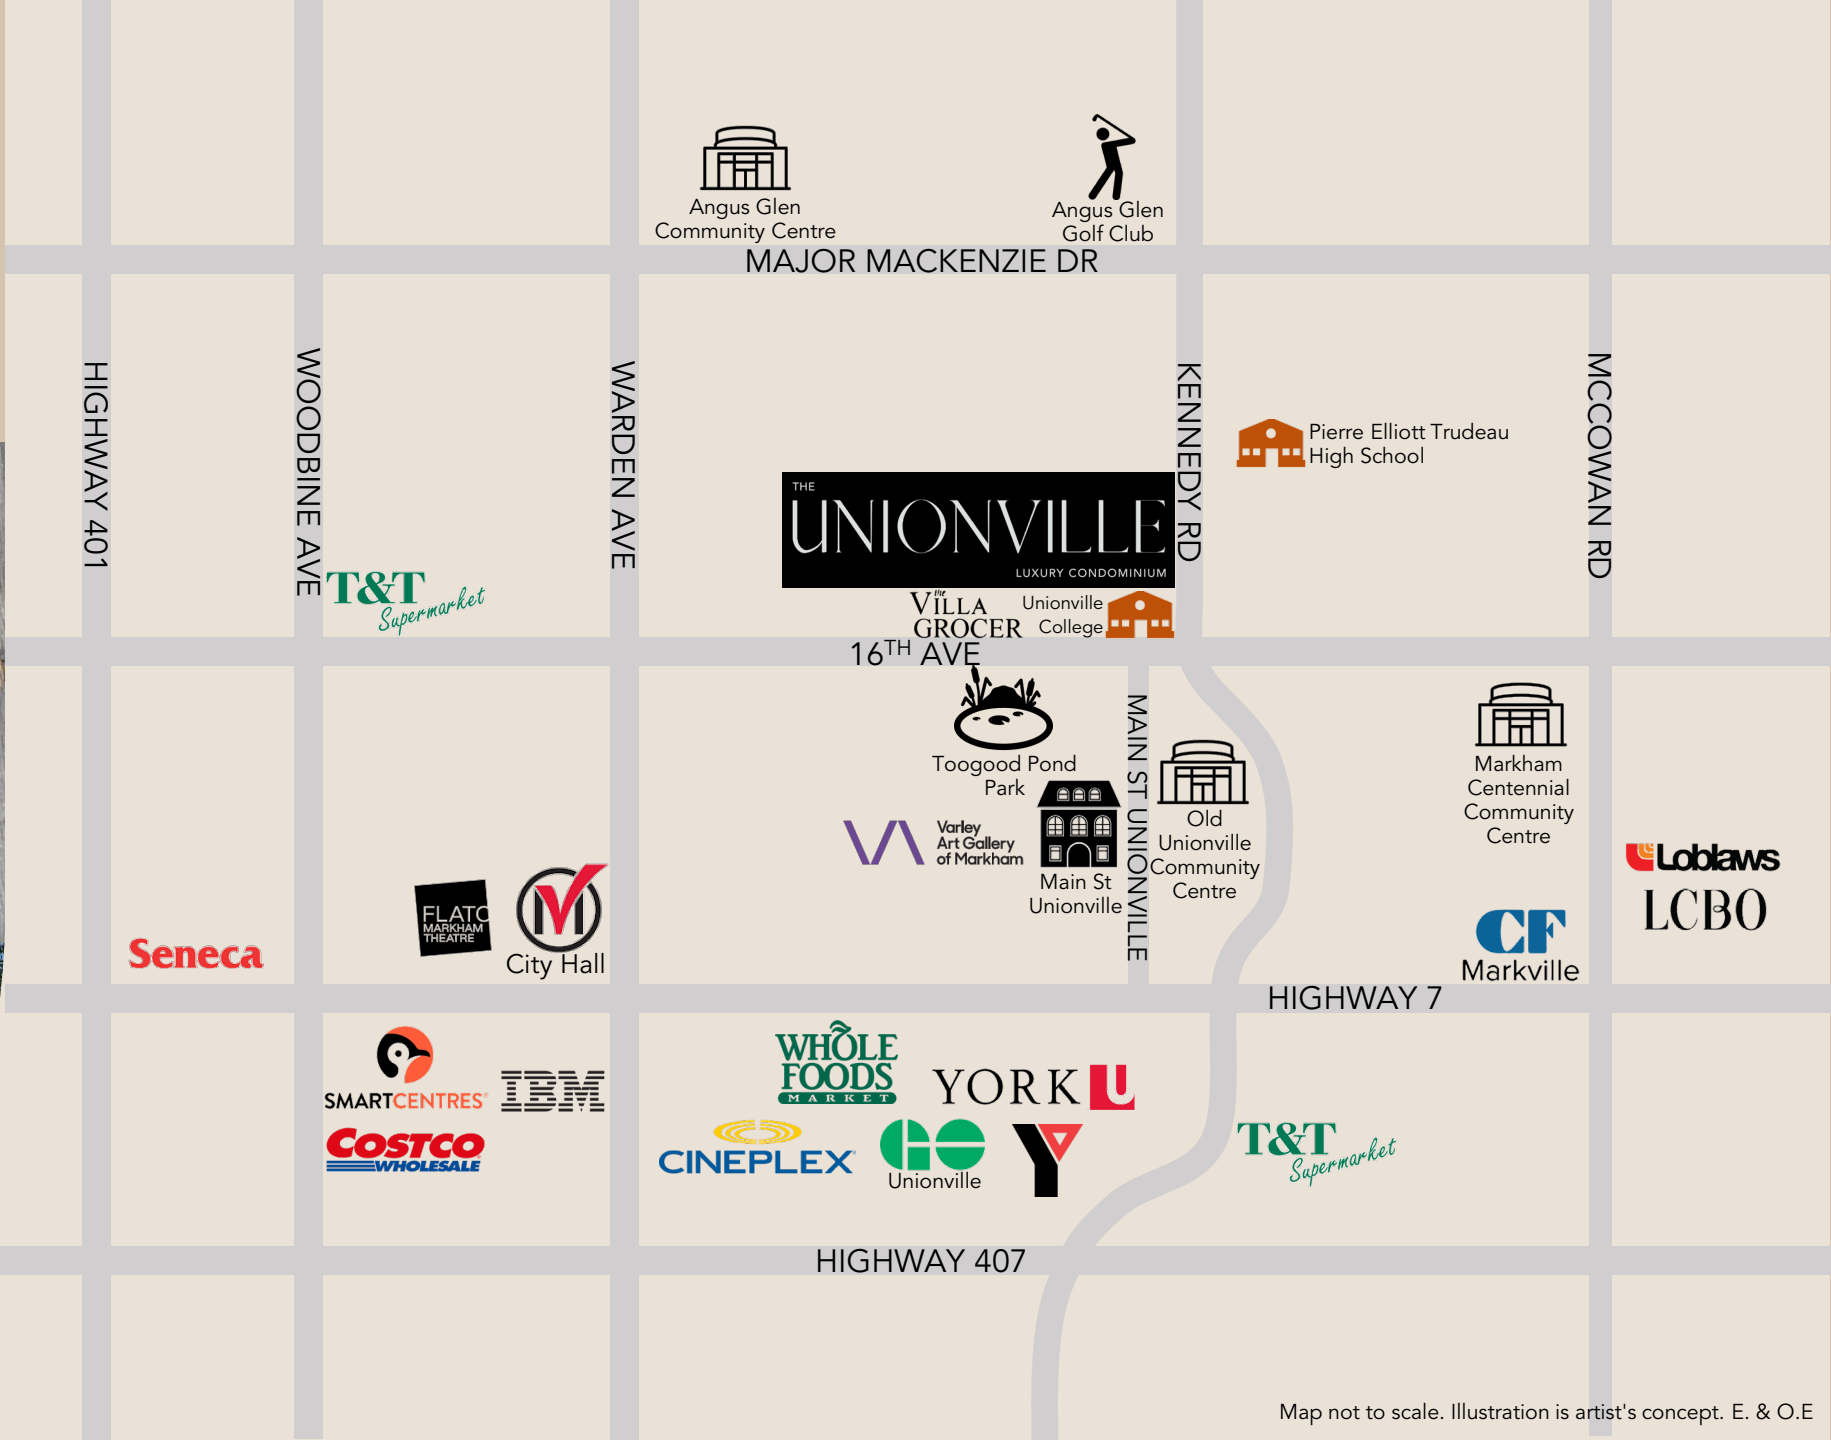 Angus Glen
Community Centre
Angus Glen
Golf Club
MAJOR MACKENZIE DR
HIGHWAY 401
WOODBINE AVE
WARDEN AVE
KENNEDY RD
MCCOWAN RD
Pierre Elliott Trudeau
High School
THE
UNIONVILLE
LUXURY CONDOMINIUM
T&T
Supermarket
the
VILLA
GROCER
Unionville
College
16TH AVE
Toogood Pond
Park
MAIN ST UNIONVILLE
Varley
Art Gallery
of Markham
Main St
Unionville
Old
Unionville
Community
Centre
Markham
Centennial
Community
Centre
Loblaws
LCBO
CF
Markville
Seneca
FLATO
MARKHAM
THEATRE
M
City Hall
HIGHWAY 7
SMARTCENTRES®
IBM
COSTCO
WHOLESALE
WHOLE
FOODS
MARKET
YORK U
CINEPLEX
GO
Unionville
Y
T&T
Supermarket
HIGHWAY 407
Map not to scale. Illustration is artist's concept. E. & O.E